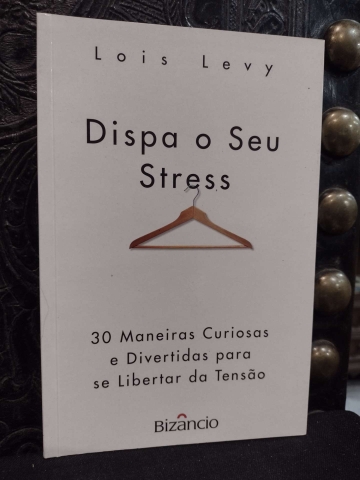 Lois Levy
Dispa o Seu
Stress
30 Maneiras Curiosas
e Divertidas para
se Libertar da Tensão
Bizâncio